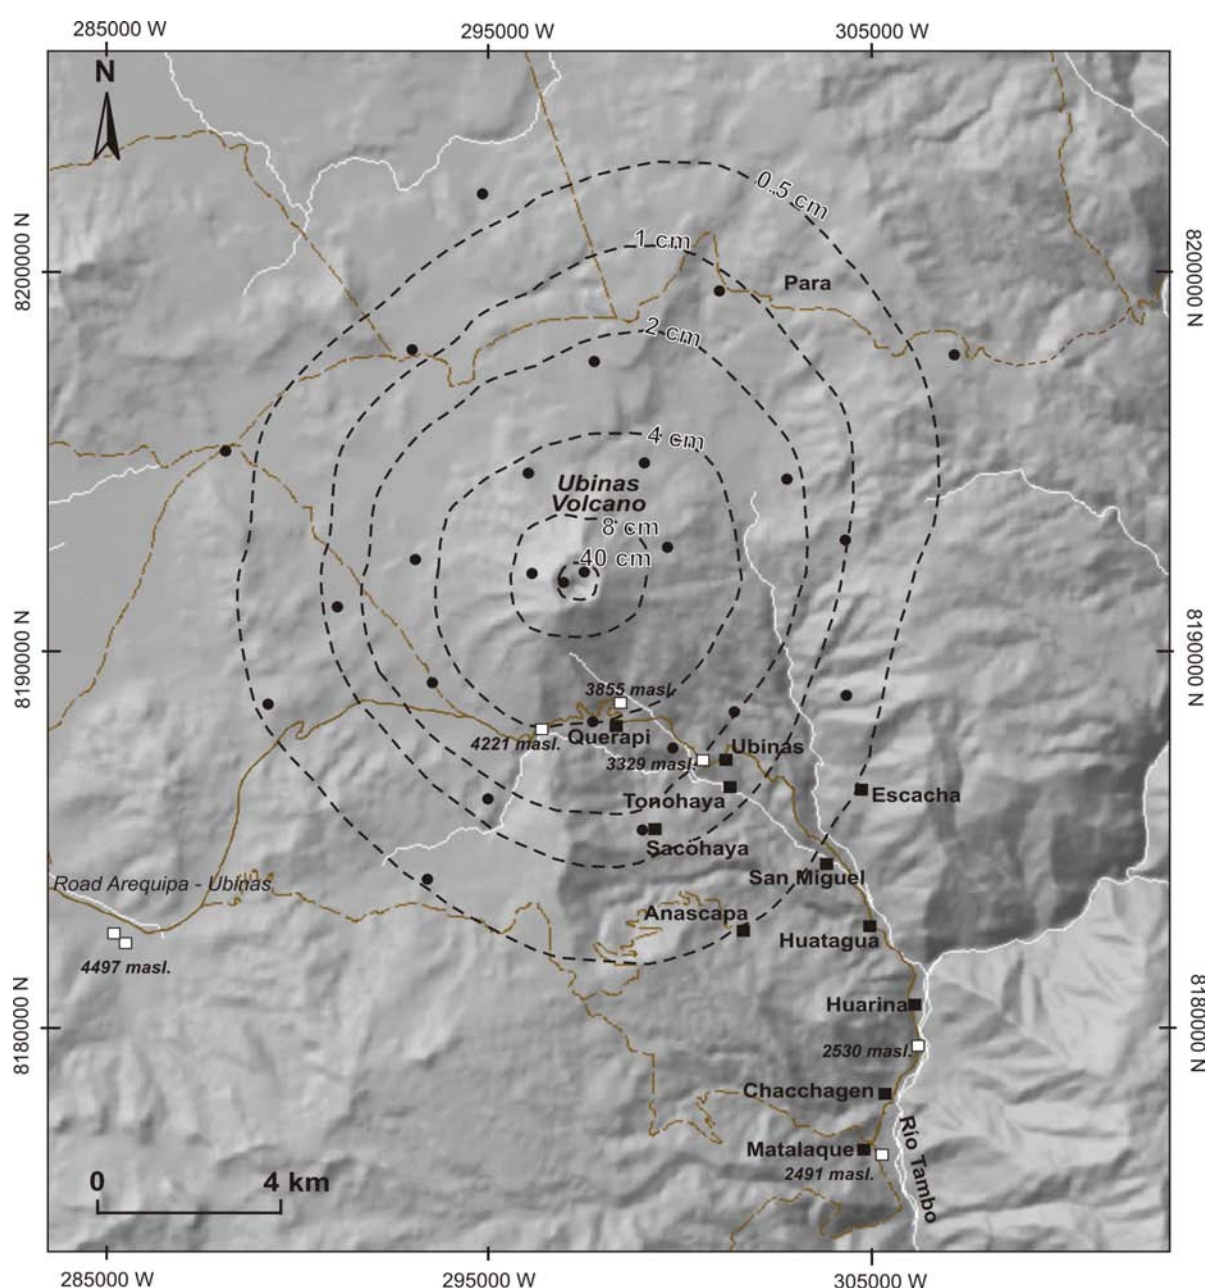 285000 W
295000 W
305000 W
N
0.5 cm
1 cm
8200000 N
Para
8200000 N
2 cm
4 cm
Ubinas
Volcano
8 cm
40 cm
8190000 N
8190000 N
3855 masl.
4221 masl.
Querapi
Ubinas
3329 masl.
Tonohaya
Escacha
Sacohaya
San Miguel
Road Arequipa - Ubinas
Anascapa
Huatagua
4497 masl.
Huarina
8180000 N
8180000 N
2530 masl.
Chacchagen
Río Tambo
Matalaque
2491 masl.
0
4 km
285000 W
295000 W
305000 W